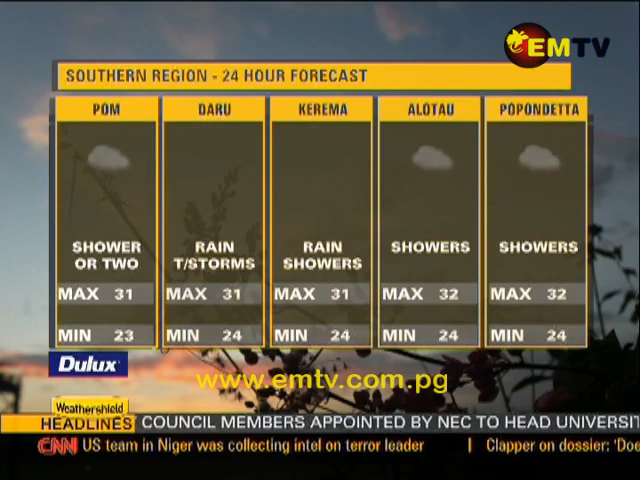 EMTV
SOUTHERN REGION - 24 HOUR FORECAST
POM
SHOWER
OR TWO
MAX 31
MIN 23
DARU
RAIN
T/STORMS
MAX 31
MIN 24
KEREMA
RAIN
SHOWERS
MAX 31
MIN 24
ALOTAU
SHOWERS
MAX 32
MIN 24
POPONDETTA
SHOWERS
MAX 32
MIN 24
Dulux
www.emtv.com.pg
Weathershield
HEADLINES COUNCIL MEMBERS APPOINTED BY NEC TO HEAD UNIVERSIT
CNN US team in Niger was collecting intel on terror leader | Clapper on dossier: 'Doe